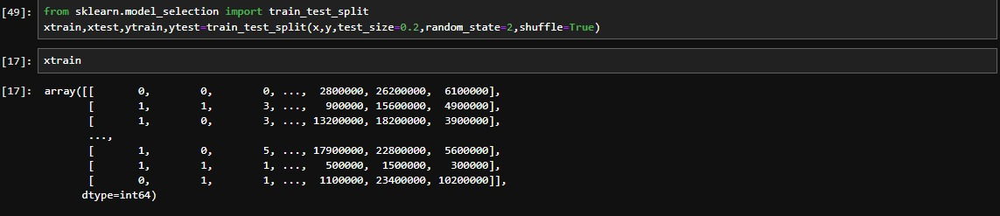 [49]: from sklearn.model_selection import train_test_split
xtrain,xtest,ytrain,ytest=train_test_split(x,y,test_size=0.2,random_state=2,shuffle=True)
[17]: xtrain
[17]: array([[       0,        0,        0, ...,  2800000, 26200000,  6100000],
       [       1,        1,        3, ...,   900000, 15600000,  4900000],
       [       1,        0,        3, ..., 13200000, 18200000,  3900000],
       ...,
       [       1,        0,        5, ..., 17900000, 22800000,  5600000],
       [       1,        1,        1, ...,   500000,  1500000,   300000],
       [       0,        1,        1, ...,  1100000, 23400000, 10200000]],
      dtype=int64)